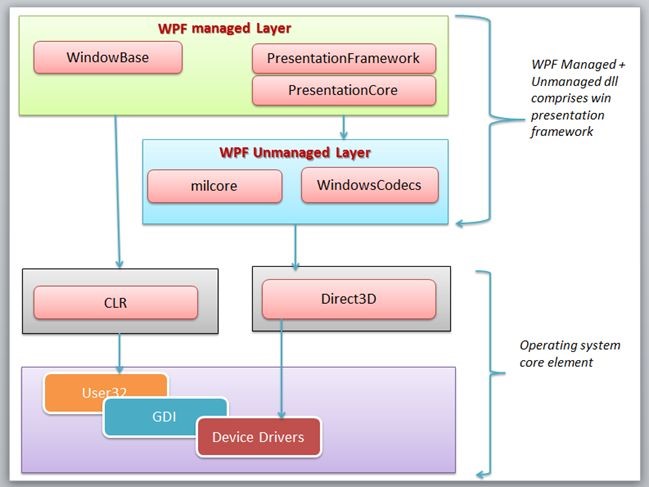 WPF managed Layer
WindowBase
PresentationFramework
PresentationCore
WPF Managed +
Unmanaged dll
comprises win
presentation
framework
WPF Unmanaged Layer
milcore
WindowsCodecs
CLR
Direct3D
Operating system
core element
User32
GDI
Device Drivers